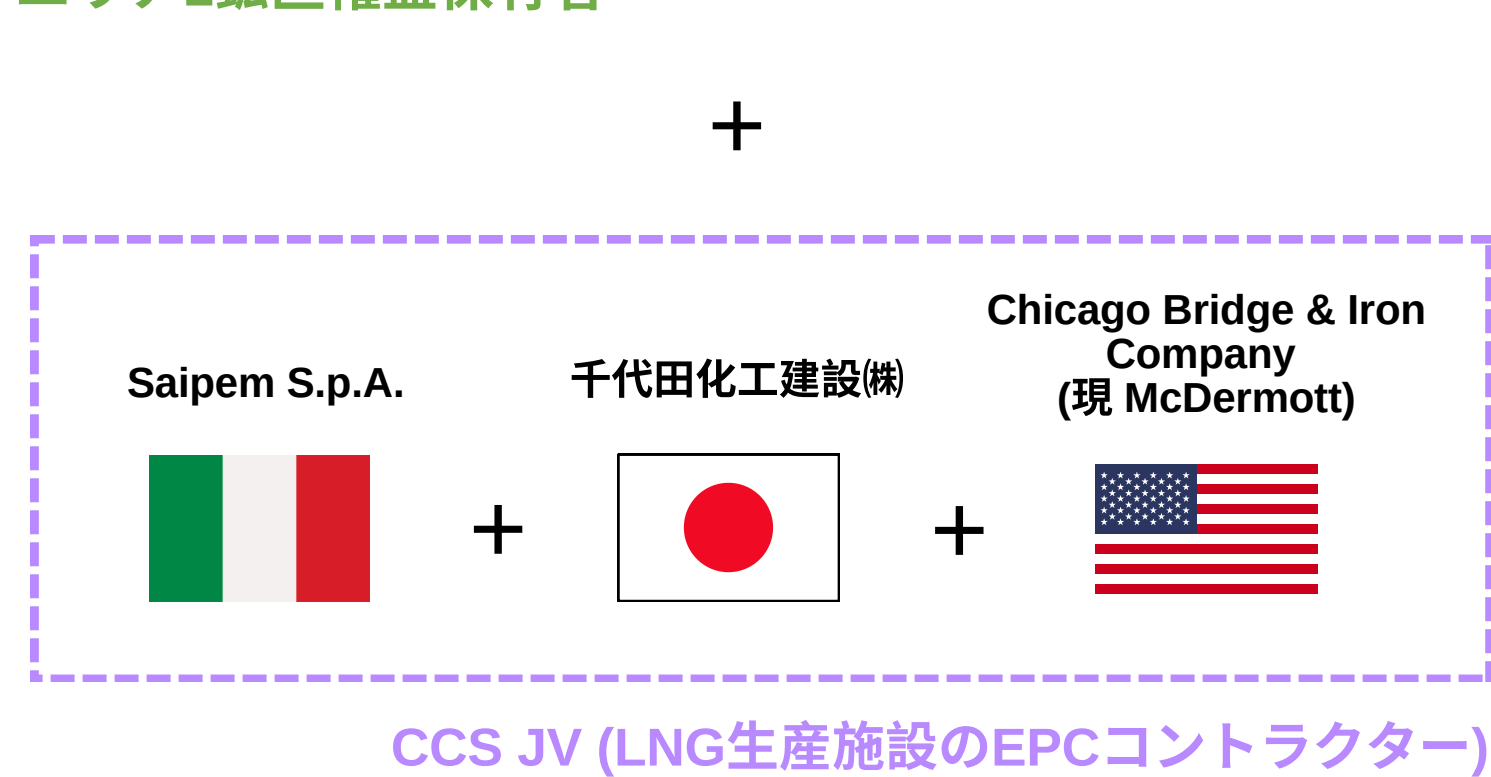 +
Saipem S.p.A.
千代田化工建設㈱
Chicago Bridge & Iron
Company
(現 McDermott)
+
+
CCS JV (LNG生産施設のEPCコントラクター)